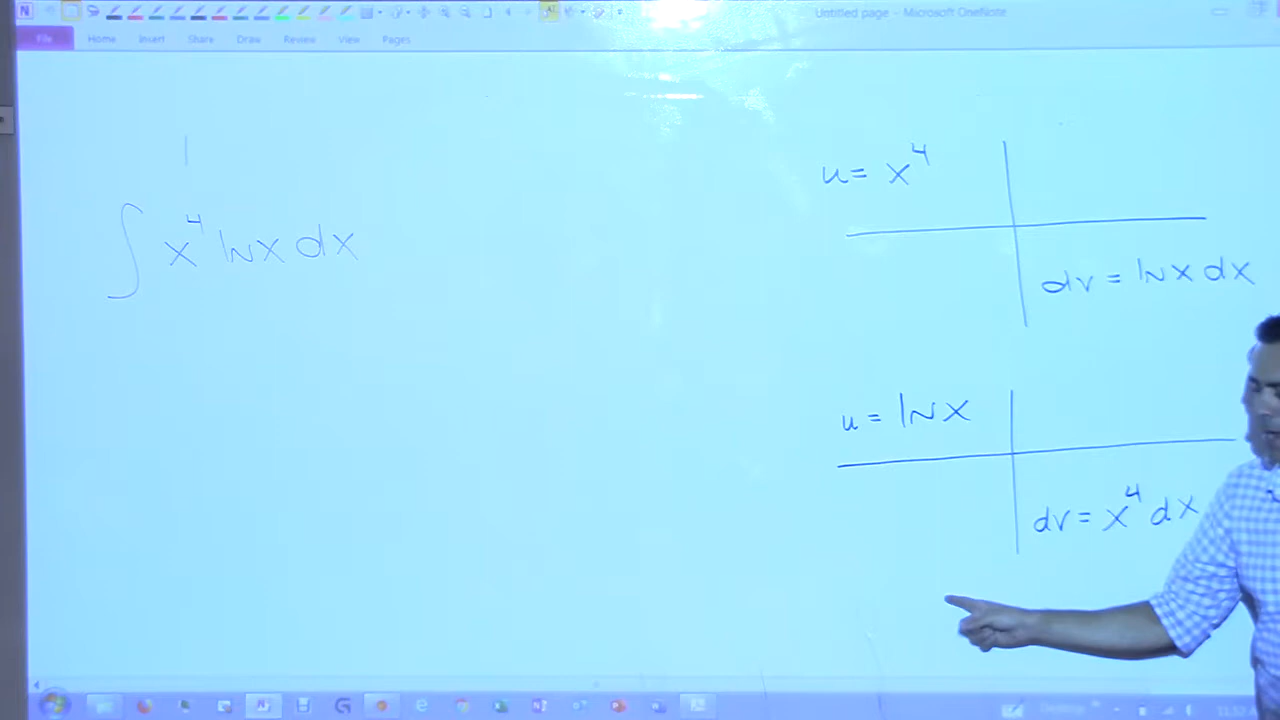 Untitled page - Microsoft OneNote
File Home Insert Share Draw Review View Pages
∫ x⁴ lnx dx
u = x⁴
dv = lnx dx
u = lnx
dv = x⁴ dx